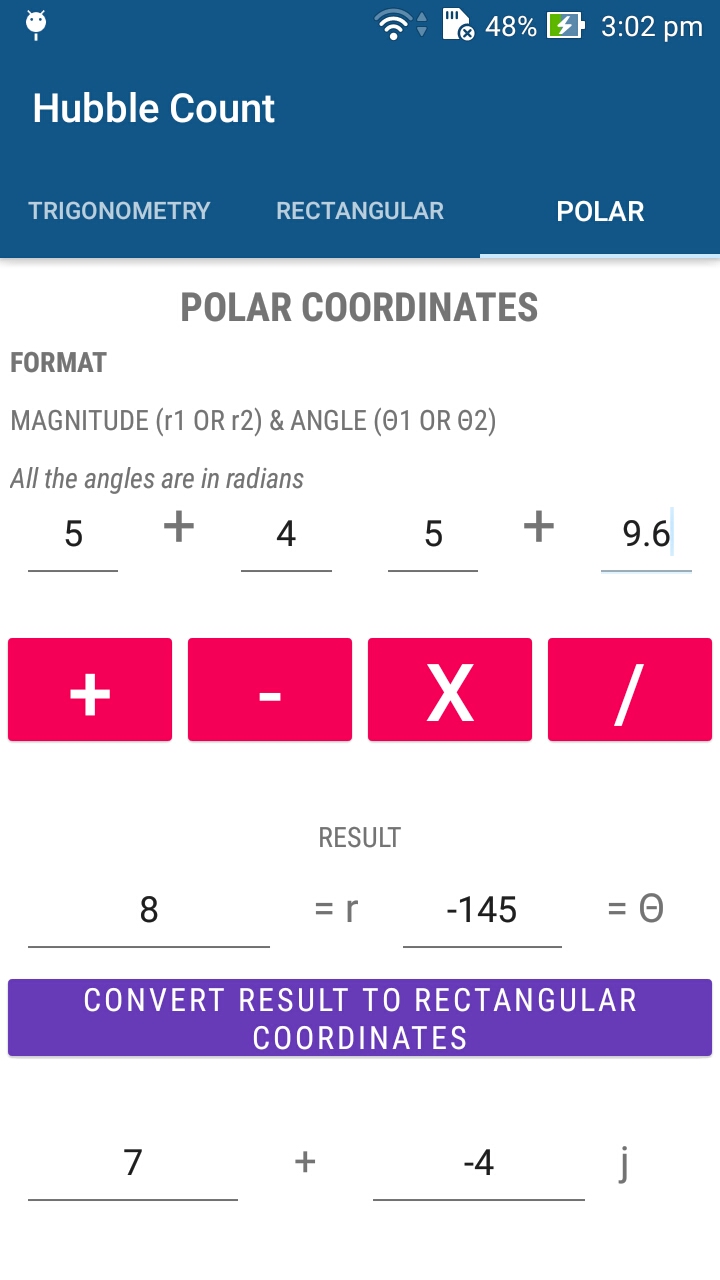 48% 3:02 pm
Hubble Count
TRIGONOMETRY RECTANGULAR POLAR
POLAR COORDINATES
FORMAT
MAGNITUDE (r1 OR r2) & ANGLE (Θ1 OR Θ2)
All the angles are in radians
5 + 4 5 + 9.6
+ - X /
RESULT
8 = r -145 = Θ
CONVERT RESULT TO RECTANGULAR
COORDINATES
7 + -4 j